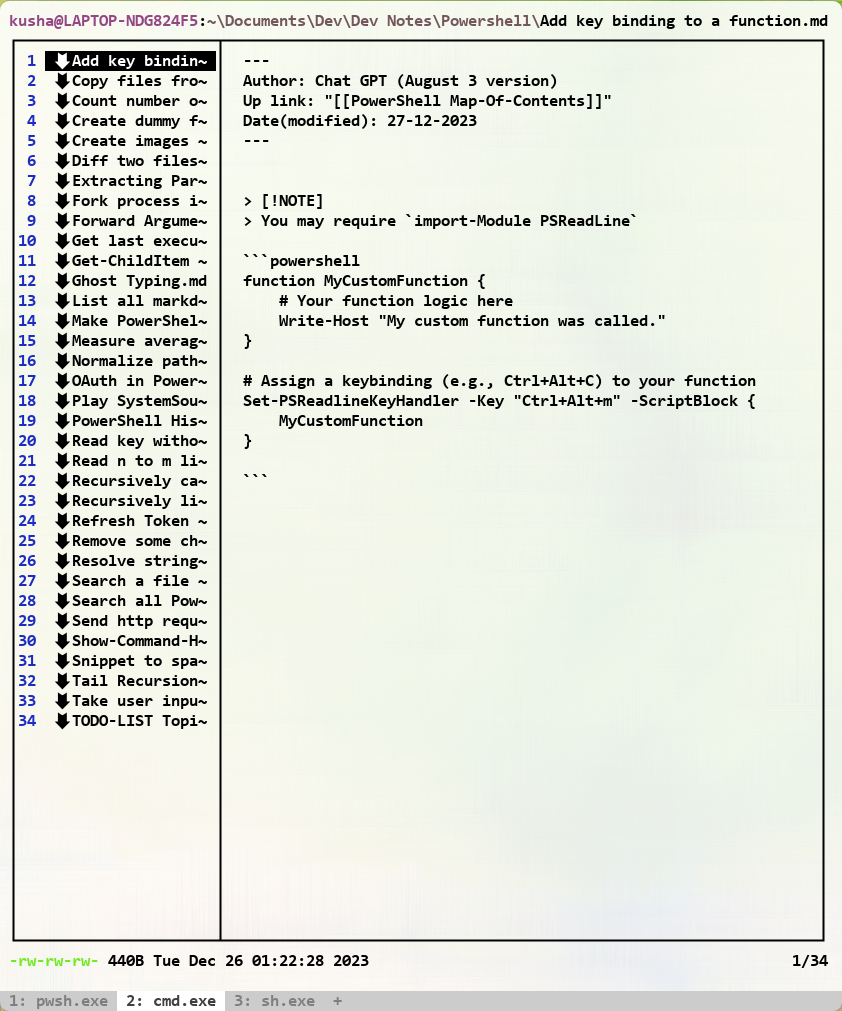 kusha@LAPTOP-NDG824F5:~\Documents\Dev\Dev Notes\Powershell\Add key binding to a function.md
1 Add key bindin~
2 Copy files fro~
3 Count number o~
4 Create dummy f~
5 Create images ~
6 Diff two files~
7 Extracting Par~
8 Fork process i~
9 Forward Argume~
10 Get last execu~
11 Get-ChildItem ~
12 Ghost Typing.md
13 List all markd~
14 Make PowerShel~
15 Measure averag~
16 Normalize path~
17 OAuth in Power~
18 Play SystemSou~
19 PowerShell His~
20 Read key witho~
21 Read n to m li~
22 Recursively ca~
23 Recursively li~
24 Refresh Token ~
25 Remove some ch~
26 Resolve string~
27 Search a file ~
28 Search all Pow~
29 Send http requ~
30 Show-Command-H~
31 Snippet to spa~
32 Tail Recursion~
33 Take user inpu~
34 TODO-LIST Topi~
---
Author: Chat GPT (August 3 version)
Up link: "[[PowerShell Map-Of-Contents]]"
Date(modified): 27-12-2023
---
> [!NOTE]
> You may require `import-Module PSReadLine`
```powershell
function MyCustomFunction {
    # Your function logic here
    Write-Host "My custom function was called."
}
# Assign a keybinding (e.g., Ctrl+Alt+C) to your function
Set-PSReadlineKeyHandler -Key "Ctrl+Alt+m" -ScriptBlock {
    MyCustomFunction
}
```
-rw-rw-rw- 440B Tue Dec 26 01:22:28 2023 1/34
1: pwsh.exe 2: cmd.exe 3: sh.exe +